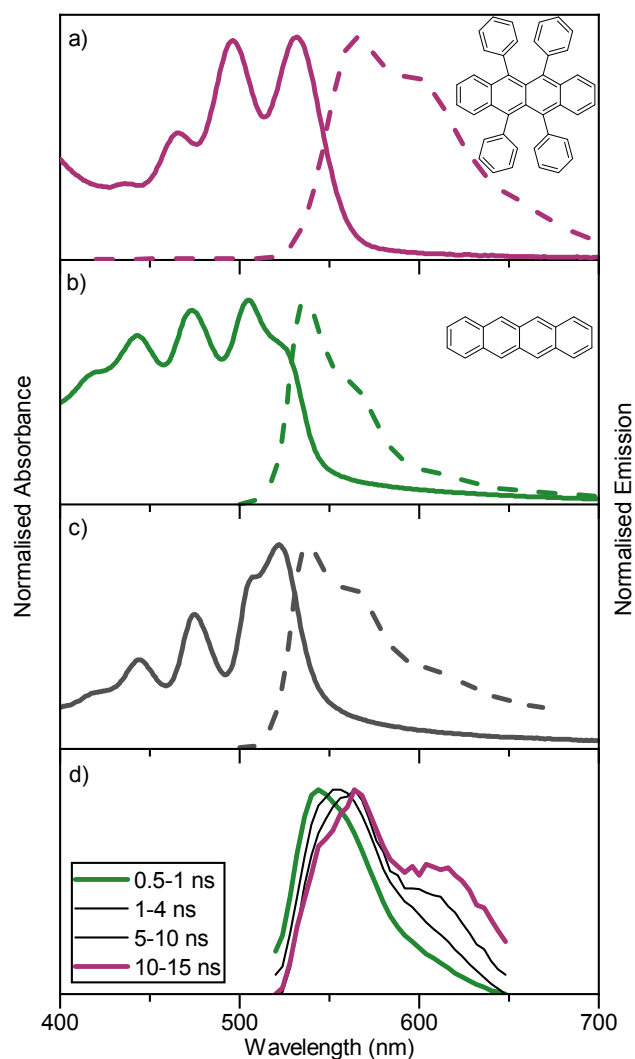 a)
b)
c)
d)
Normalised Absorbance
Normalised Emission
0.5-1 ns
1-4 ns
5-10 ns
10-15 ns
400 500 600 700
Wavelength (nm)